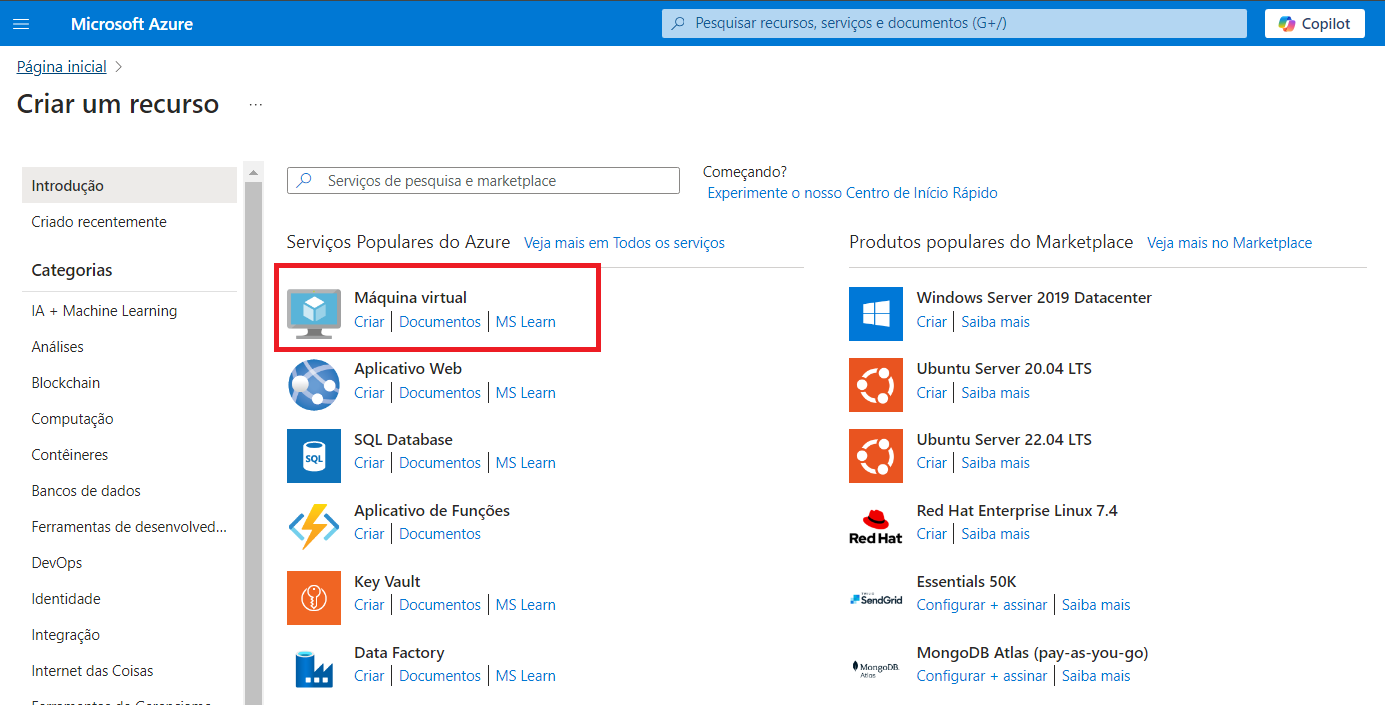 Microsoft Azure
Pesquisar recursos, serviços e documentos (G+/)
Copilot
Página inicial
Criar um recurso
Introdução
Criado recentemente
Categorias
IA + Machine Learning
Análises
Blockchain
Computação
Contêineres
Bancos de dados
Ferramentas de desenvolved...
DevOps
Identidade
Integração
Internet das Coisas
Serviços de pesquisa e marketplace
Começando?
Experimente o nosso Centro de Início Rápido
Serviços Populares do Azure Veja mais em Todos os serviços
Máquina virtual
Criar | Documentos | MS Learn
Aplicativo Web
Criar | Documentos | MS Learn
SQL
SQL Database
Criar | Documentos | MS Learn
Aplicativo de Funções
Criar | Documentos
Key Vault
Criar | Documentos | MS Learn
Data Factory
Criar | Documentos | MS Learn
Produtos populares do Marketplace Veja mais no Marketplace
Windows Server 2019 Datacenter
Criar | Saiba mais
Ubuntu Server 20.04 LTS
Criar | Saiba mais
Ubuntu Server 22.04 LTS
Criar | Saiba mais
Red Hat
Red Hat Enterprise Linux 7.4
Criar | Saiba mais
SendGrid
Essentials 50K
Configurar + assinar | Saiba mais
MongoDB.
Atlas
MongoDB Atlas (pay-as-you-go)
Configurar + assinar | Saiba mais